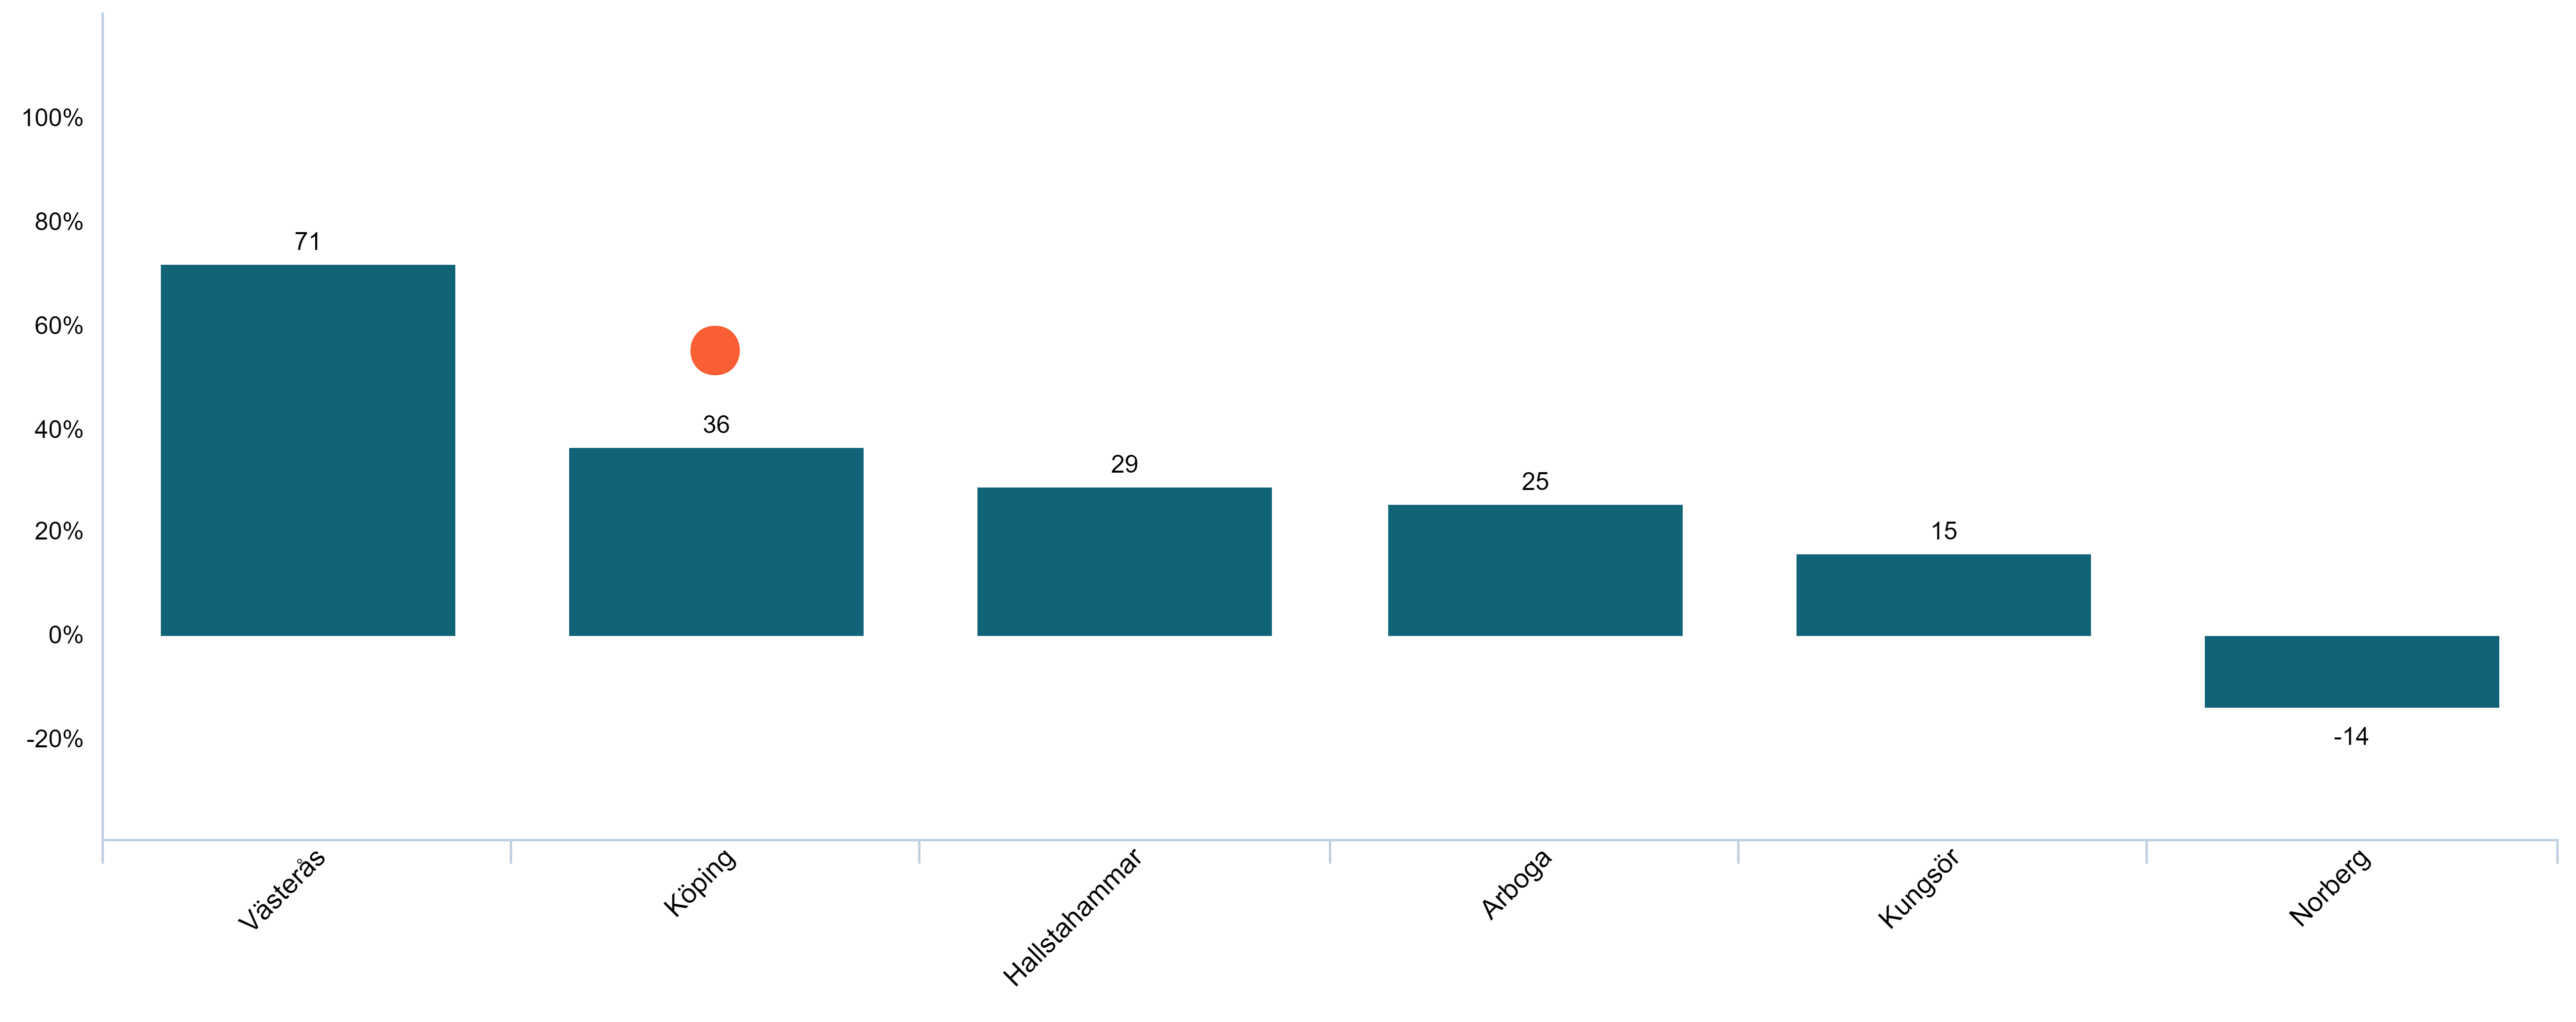 100%
80%
60%
40%
20%
0%
-20%
71
36
29
25
15
-14
Västerås
Köping
Hallstahammar
Arboga
Kungsör
Norberg